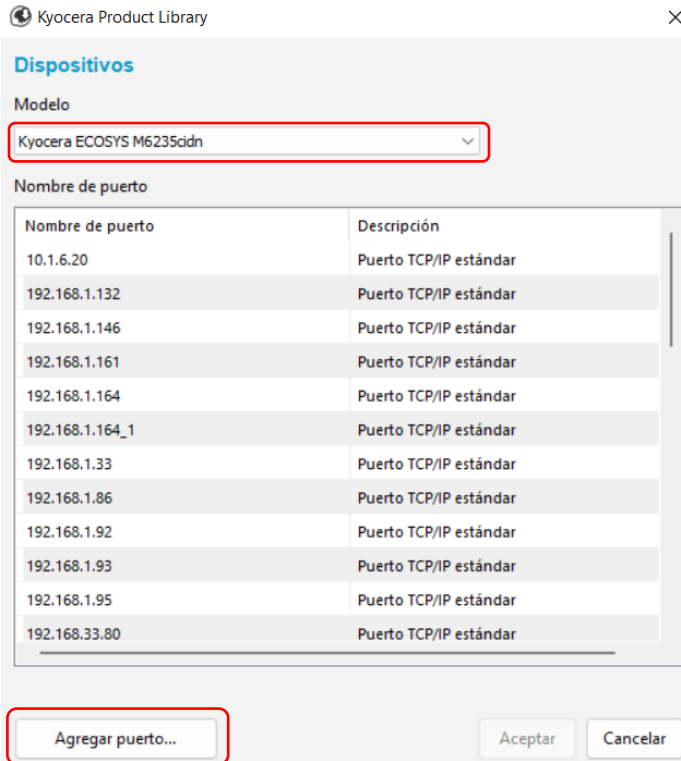 Kyocera Product Library
Dispositivos
Modelo
Kyocera ECOSYS M6235cidn
Nombre de puerto
Nombre de puerto Descripción
10.1.6.20 Puerto TCP/IP estándar
192.168.1.132 Puerto TCP/IP estándar
192.168.1.146 Puerto TCP/IP estándar
192.168.1.161 Puerto TCP/IP estándar
192.168.1.164 Puerto TCP/IP estándar
192.168.1.164_1 Puerto TCP/IP estándar
192.168.1.33 Puerto TCP/IP estándar
192.168.1.86 Puerto TCP/IP estándar
192.168.1.92 Puerto TCP/IP estándar
192.168.1.93 Puerto TCP/IP estándar
192.168.1.95 Puerto TCP/IP estándar
192.168.33.80 Puerto TCP/IP estándar
Agregar puerto... Aceptar Cancelar